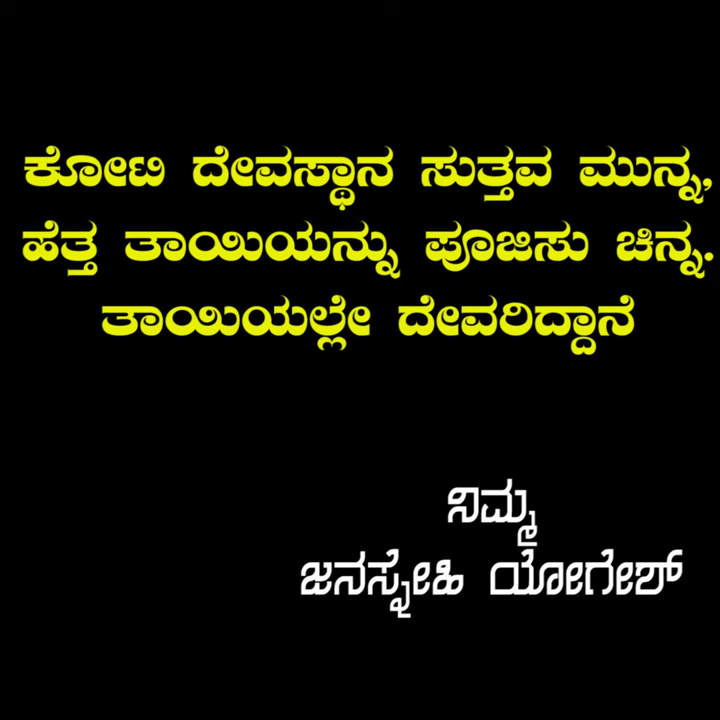 ಕೋಟಿ ದೇವಸ್ಥಾನ ಸುತ್ತವ ಮುನ್ನ,
ಹೆತ್ತ ತಾಯಿಯನ್ನು ಪೂಜಿಸು ಚಿನ್ನ.
ತಾಯಿಯಲ್ಲೇ ದೇವರಿದ್ದಾನೆ
ನಿಮ್ಮ
ಜನಸ್ನೇಹಿ ಯೋಗೇಶ್